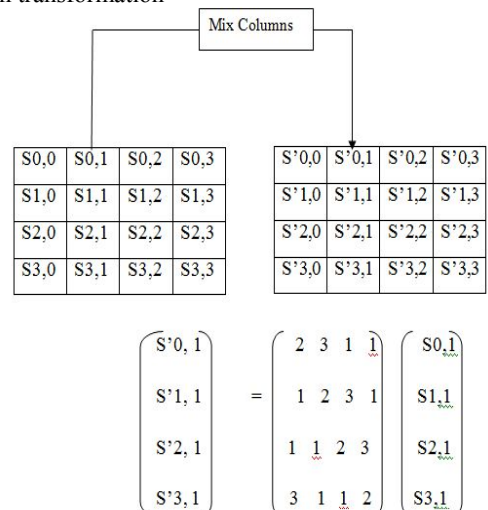 n transformation
Mix Columns
S0,0 S0,1 S0,2 S0,3
S1,0 S1,1 S1,2 S1,3
S2,0 S2,1 S2,2 S2,3
S3,0 S3,1 S3,2 S3,3
S’0,0 S’0,1 S’0,2 S’0,3
S’1,0 S’1,1 S’1,2 S’1,3
S’2,0 S’2,1 S’2,2 S’2,3
S’3,0 S’3,1 S’3,2 S’3,3
S’0, 1 2 3 1 1 S0,1
S’1, 1 = 1 2 3 1 S1,1
S’2, 1 1 1 2 3 S2,1
S’3, 1 3 1 1 2 S3,1